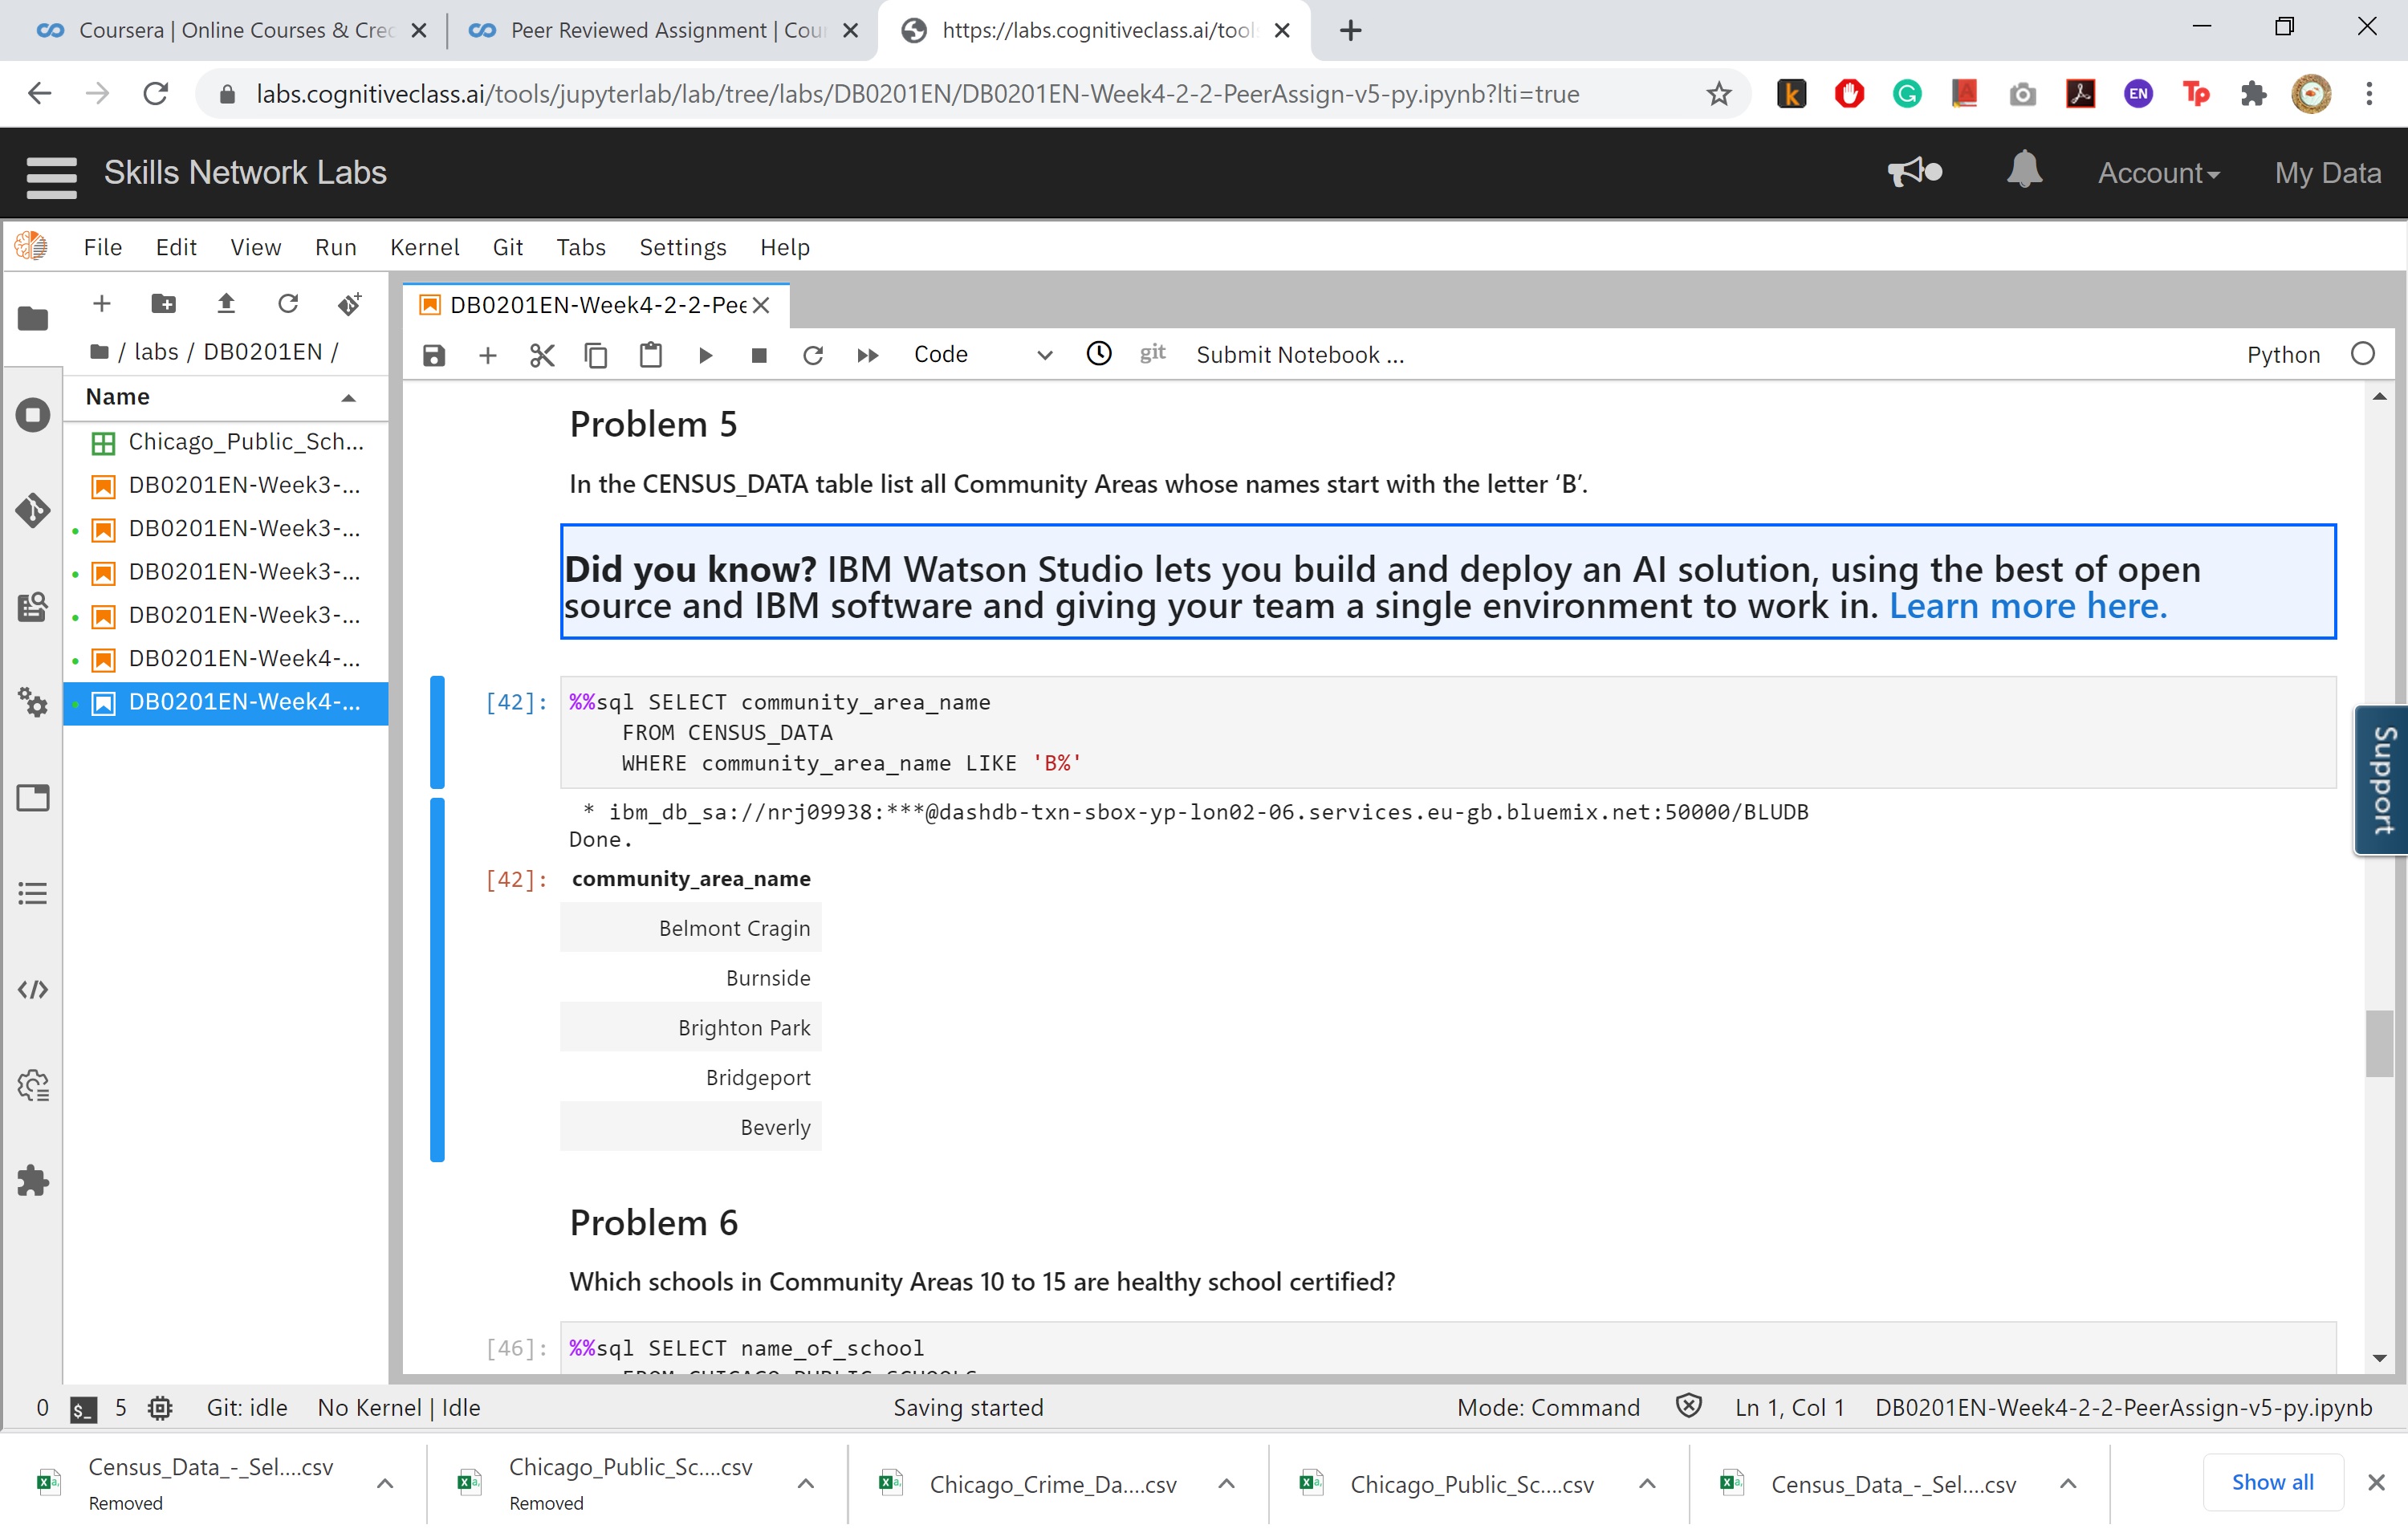 Coursera | Online Courses & Crec
Peer Reviewed Assignment | Cour
https://labs.cognitiveclass.ai/tool
labs.cognitiveclass.ai/tools/jupyterlab/lab/tree/labs/DB0201EN/DB0201EN-Week4-2-2-PeerAssign-v5-py.ipynb?lti=true
k
EN
Tp
Skills Network Labs
Account
My Data
File Edit View Run Kernel Git Tabs Settings Help
/ labs / DB0201EN /
Name
Chicago_Public_Sch...
DB0201EN-Week3-...
DB0201EN-Week3-...
DB0201EN-Week3-...
DB0201EN-Week3-...
DB0201EN-Week4-...
DB0201EN-Week4-...
DB0201EN-Week4-2-2-Pee
Code
git
Submit Notebook ...
Python
Problem 5
In the CENSUS_DATA table list all Community Areas whose names start with the letter ‘B’.
Did you know? IBM Watson Studio lets you build and deploy an AI solution, using the best of open
source and IBM software and giving your team a single environment to work in. Learn more here.
[42]: %%sql SELECT community_area_name
FROM CENSUS_DATA
WHERE community_area_name LIKE 'B%'
* ibm_db_sa://nrj09938:***@dashdb-txn-sbox-yp-lon02-06.services.eu-gb.bluemix.net:50000/BLUDB
Done.
[42]: community_area_name
Belmont Cragin
Burnside
Brighton Park
Bridgeport
Beverly
Problem 6
Which schools in Community Areas 10 to 15 are healthy school certified?
[46]: %%sql SELECT name_of_school
FROM CHICAGO_PUBLIC_SCHOOLS
Support
0 $_ 5 Git: idle No Kernel | Idle Saving started Mode: Command Ln 1, Col 1 DB0201EN-Week4-2-2-PeerAssign-v5-py.ipynb
Census_Data_-_Sel....csv
Removed
Chicago_Public_Sc....csv
Removed
Chicago_Crime_Da....csv
Chicago_Public_Sc....csv
Census_Data_-_Sel....csv
Show all